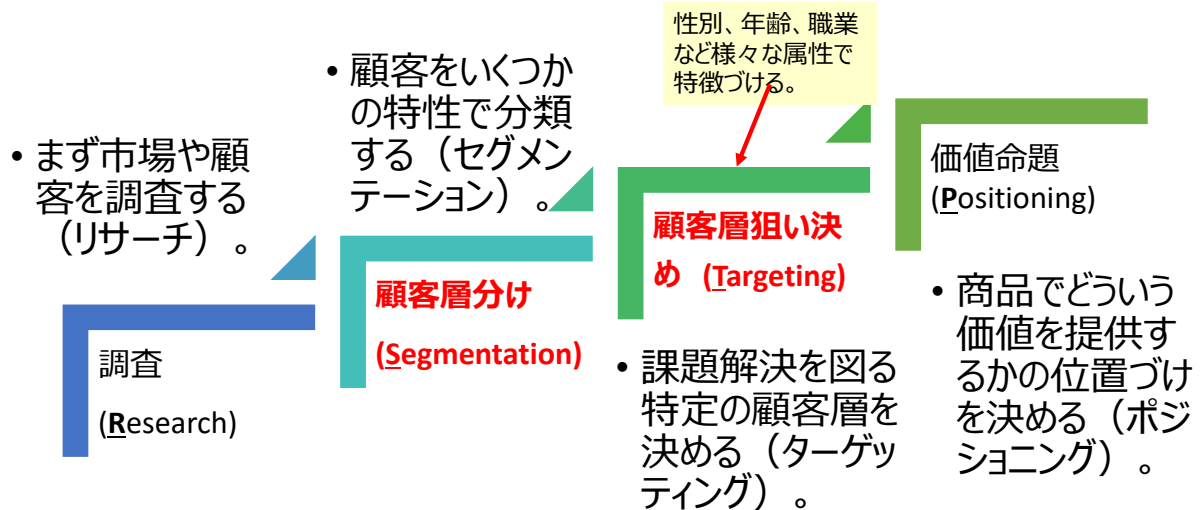 • まず市場や顧
客を調査する
（リサーチ）。
調査
(Research)
• 顧客をいくつか
の特性で分類
する（セグメン
テーション）。
顧客層分け
(Segmentation)
性別、年齢、職業
など様々な属性で
特徴づける。
顧客層狙い決
め (Targeting)
• 課題解決を図る
特定の顧客層を
決める（ターゲッ
ティング）。
価値命題
(Positioning)
• 商品でどういう
価値を提供す
るかの位置づけ
を決める（ポジ
ショニング）。